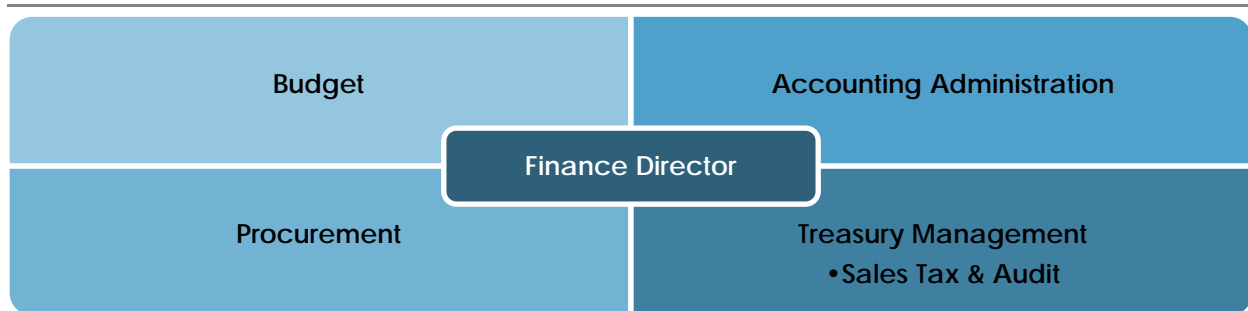 Budget
Accounting Administration
Finance Director
Procurement
Treasury Management
•Sales Tax & Audit